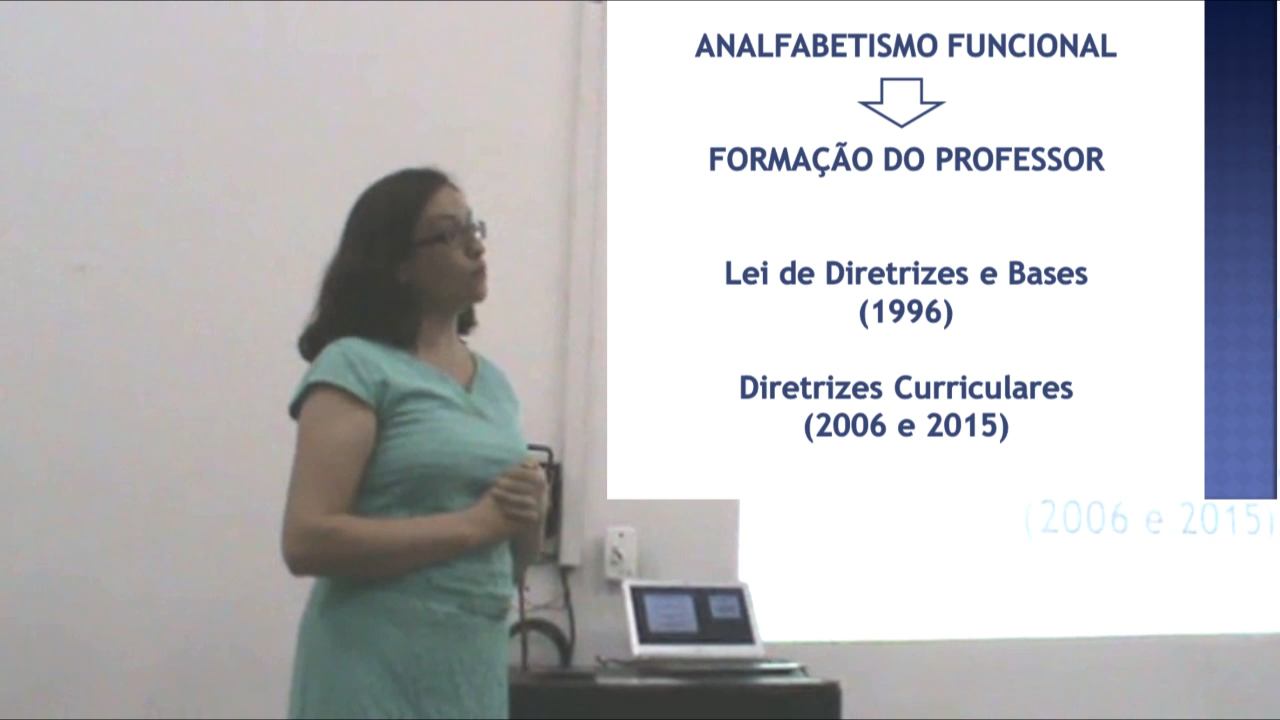 ANALFABETISMO FUNCIONAL
FORMAÇÃO DO PROFESSOR
Lei de Diretrizes e Bases
(1996)
Diretrizes Curriculares
(2006 e 2015)
(2006 e 2015)